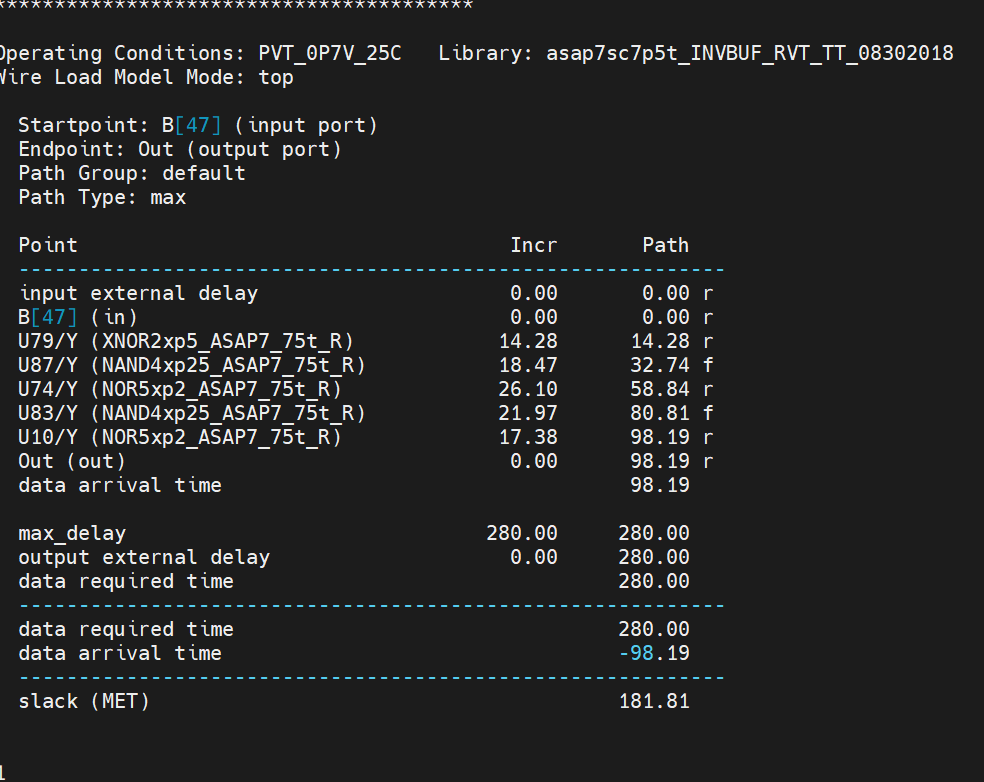 ****************************************
Operating Conditions: PVT_0P7V_25C   Library: asap7sc7p5t_INVBUF_RVT_TT_08302018
Wire Load Model Mode: top

  Startpoint: B[47] (input port)
  Endpoint: Out (output port)
  Path Group: default
  Path Type: max

  Point                                    Incr       Path
  -----------------------------------------------------------
  input external delay                     0.00       0.00 r
  B[47] (in)                               0.00       0.00 r
  U79/Y (XNOR2xp5_ASAP7_75t_R)            14.28      14.28 r
  U87/Y (NAND4xp25_ASAP7_75t_R)           18.47      32.74 f
  U74/Y (NOR5xp2_ASAP7_75t_R)             26.10      58.84 r
  U83/Y (NAND4xp25_ASAP7_75t_R)           21.97      80.81 f
  U10/Y (NOR5xp2_ASAP7_75t_R)             17.38      98.19 r
  Out (out)                                0.00      98.19 r
  data arrival time                                  98.19

  max_delay                              280.00     280.00
  output external delay                    0.00     280.00
  data required time                                280.00
  -----------------------------------------------------------
  data required time                                280.00
  data arrival time                                 -98.19
  -----------------------------------------------------------
  slack (MET)                                       181.81


1